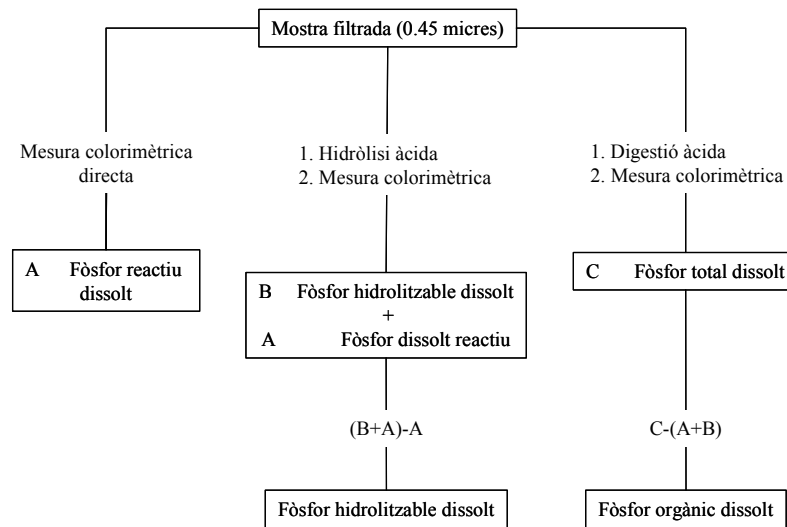 Mostra filtrada (0.45 micres)
Mesura colorimètrica
directa
1. Hidròlisi àcida
2. Mesura colorimètrica
1. Digestió àcida
2. Mesura colorimètrica
A Fòsfor reactiu
dissolt
B Fòsfor hidrolitzable dissolt
+
A Fòsfor dissolt reactiu
C Fòsfor total dissolt
(B+A)-A
C-(A+B)
Fòsfor hidrolitzable dissolt
Fòsfor orgànic dissolt